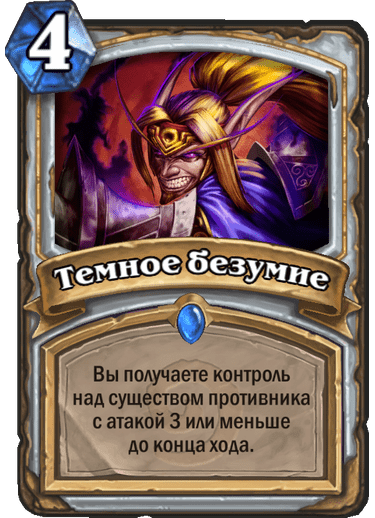 4
Темное безумие
Вы получаете контроль
над существом противника
с атакой 3 или меньше
до конца хода.